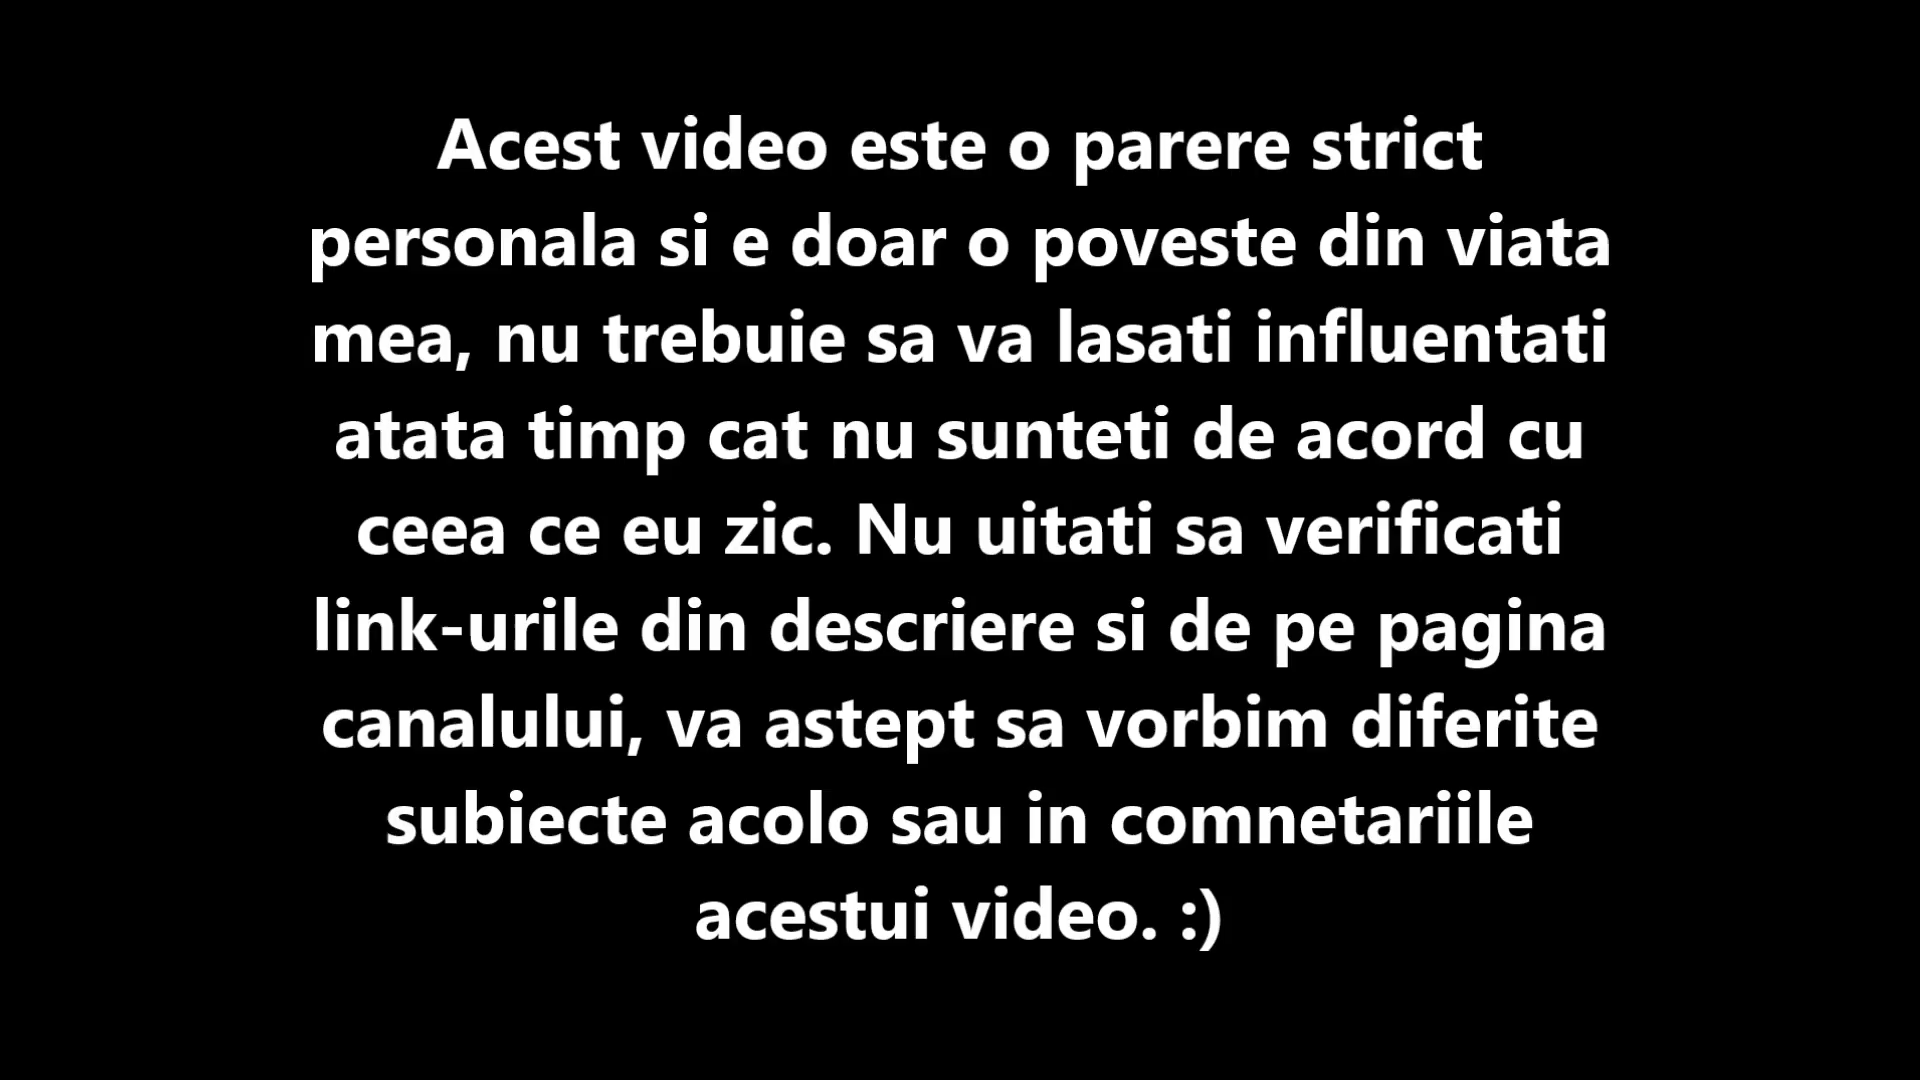 Acest video este o parere strict
personala si e doar o poveste din viata
mea, nu trebuie sa va lasati influentati
atata timp cat nu sunteti de acord cu
ceea ce eu zic. Nu uitati sa verificati
link-urile din descriere si de pe pagina
canalului, va astept sa vorbim diferite
subiecte acolo sau in comnetariile
acestui video. :)